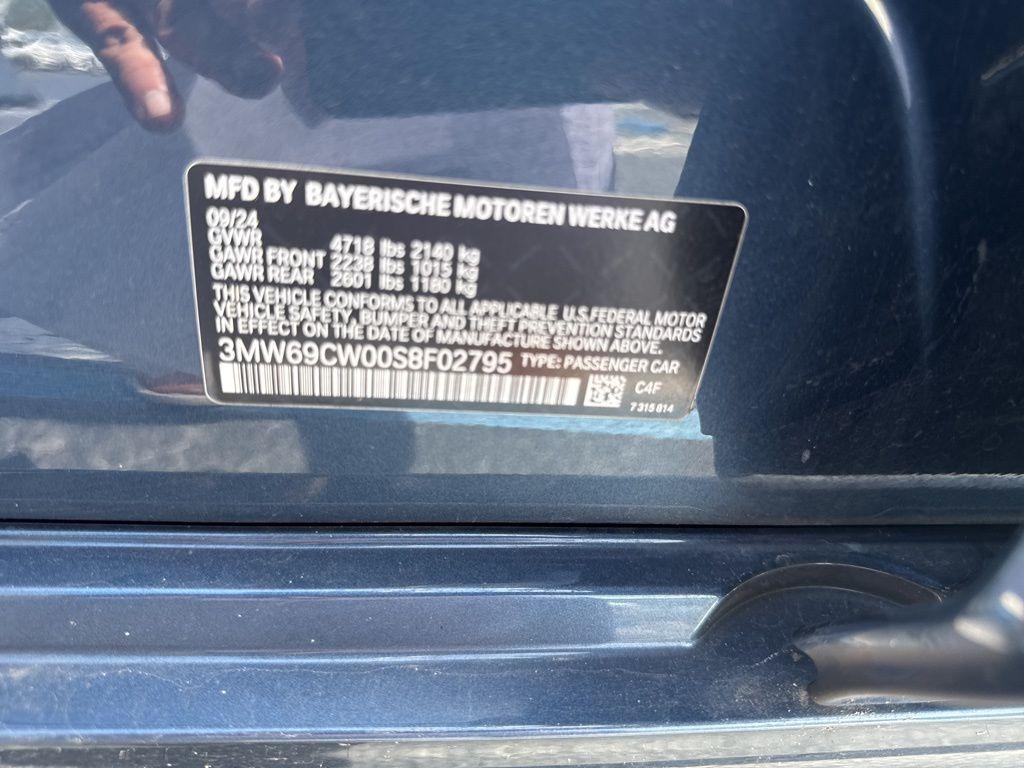 MFD BY BAYERISCHE MOTOREN WERKE AG
09/24
GVWR 4718 lbs 2140 kg
GAWR FRONT 2238 lbs 1015 kg
GAWR REAR 2601 lbs 1180 kg
THIS VEHICLE CONFORMS TO ALL APPLICABLE U.S.FEDERAL MOTOR
VEHICLE SAFETY, BUMPER AND THEFT PREVENTION STANDARDS
IN EFFECT ON THE DATE OF MANUFACTURE SHOWN ABOVE.
3MW69CW00S8F02795 TYPE: PASSENGER CAR
C4F
7315814